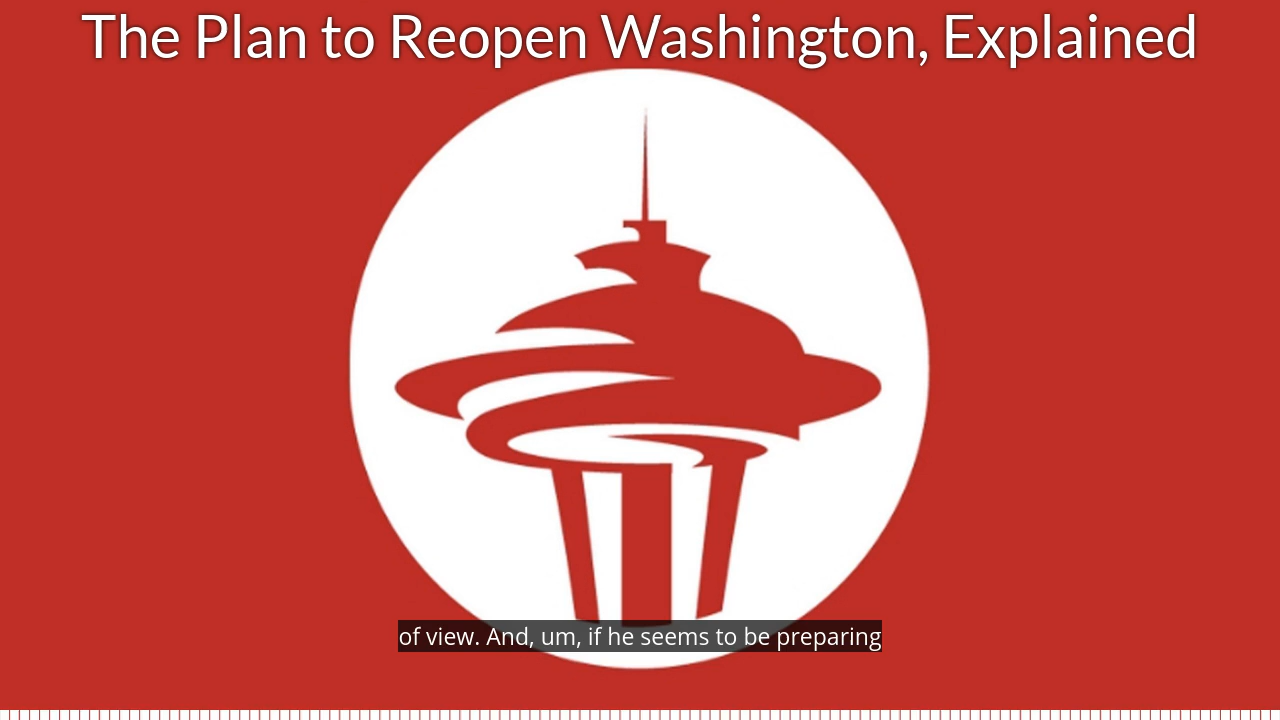 The Plan to Reopen Washington, Explained
of view. And, um, if he seems to be preparing